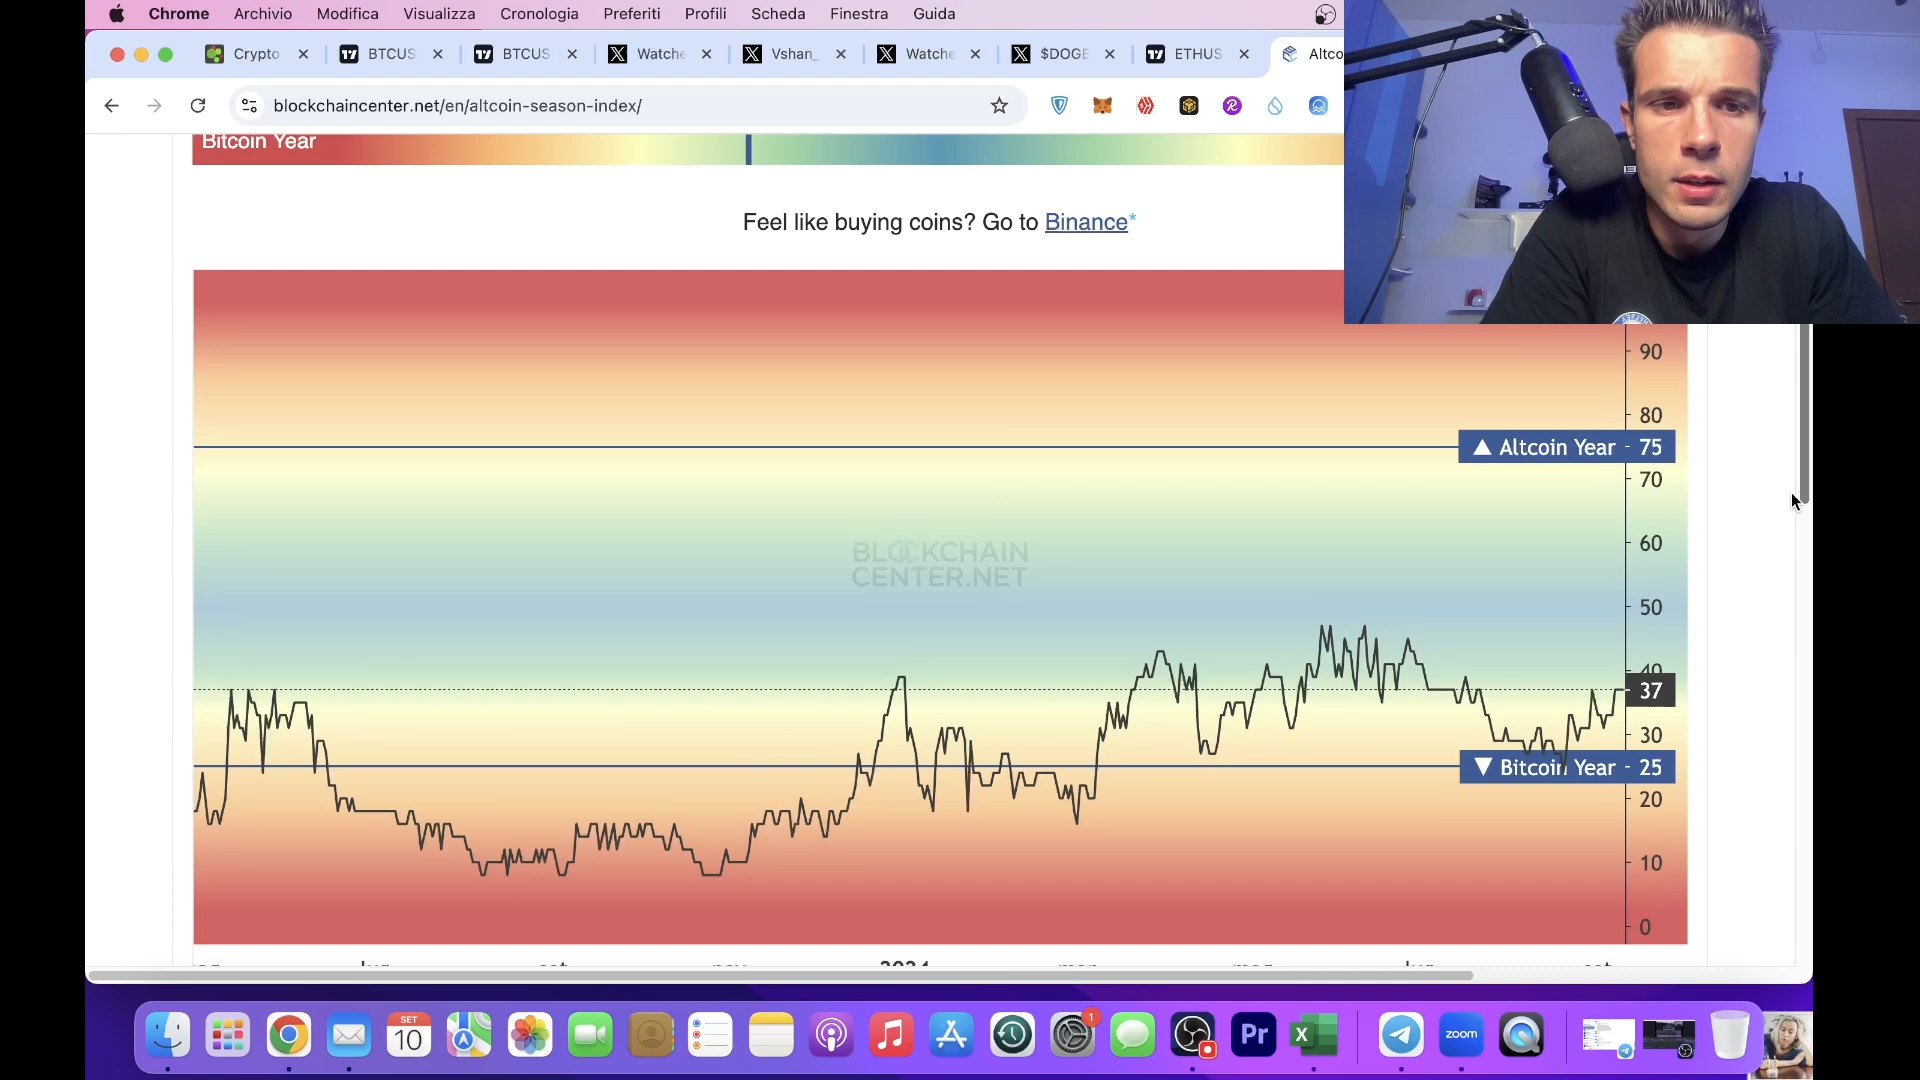 Chrome Archivio Modifica Visualizza Cronologia Preferiti Profili Scheda Finestra Guida
Crypto BTCUS BTCUS Watche Vshan_ Watche $DOGE ETHUS Altco
blockchaincenter.net/en/altcoin-season-index/
Bitcoin Year
Feel like buying coins? Go to Binance*
90
80
▲ Altcoin Year - 75
70
60
BLOCKCHAIN
CENTER.NET
50
40
37
30
▼ Bitcoin Year - 25
20
10
0
2024
SET
10
1
Pr
X
zoom